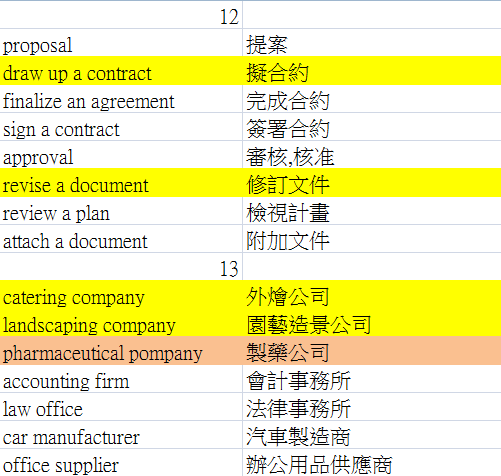 12
proposal 提案
draw up a contract 擬合約
finalize an agreement 完成合約
sign a contract 簽署合約
approval 審核,核准
revise a document 修訂文件
review a plan 檢視計畫
attach a document 附加文件
13
catering company 外燴公司
landscaping company 園藝造景公司
pharmaceutical pompany 製藥公司
accounting firm 會計事務所
law office 法律事務所
car manufacturer 汽車製造商
office supplier 辦公用品供應商